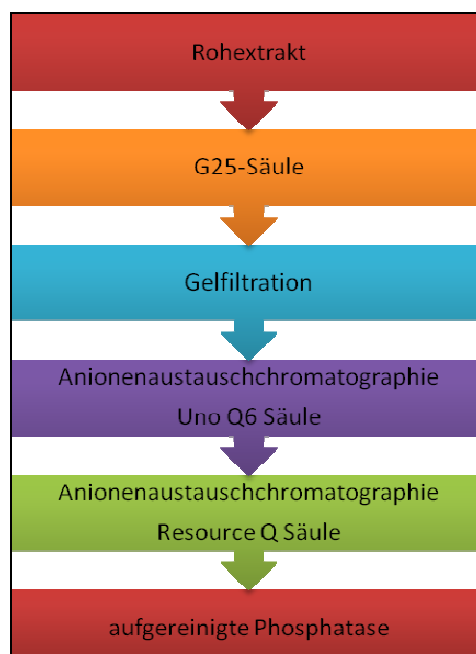 Rohextrakt
G25-Säule
Gelfiltration
Anionenaustauschchromatographie
Uno Q6 Säule
Anionenaustauschchromatographie
Resource Q Säule
aufgereinigte Phosphatase